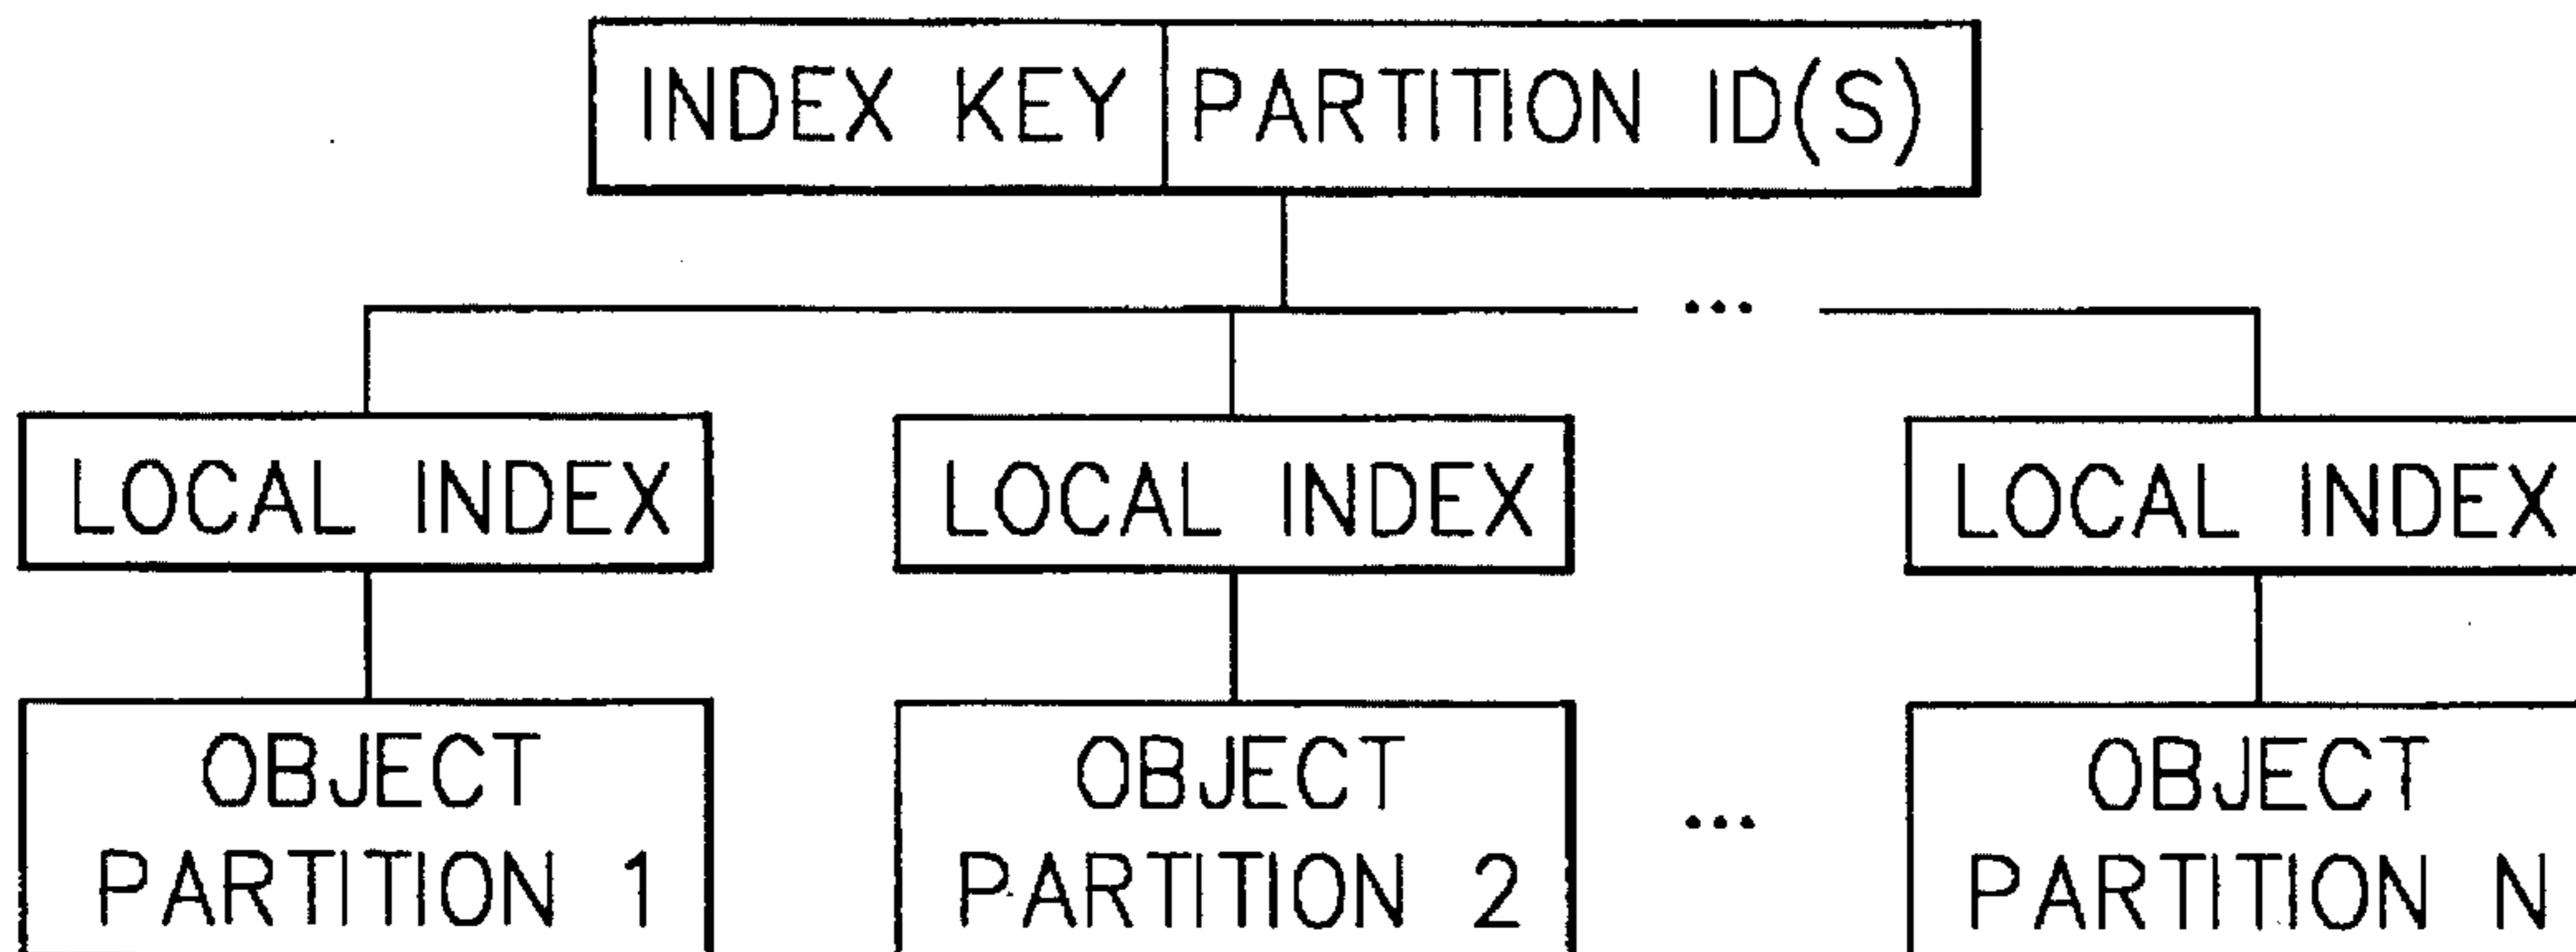 INDEX KEY PARTITION ID(S)
...
LOCAL INDEX LOCAL INDEX LOCAL INDEX
OBJECT PARTITION 1
OBJECT PARTITION 2
...
OBJECT PARTITION N